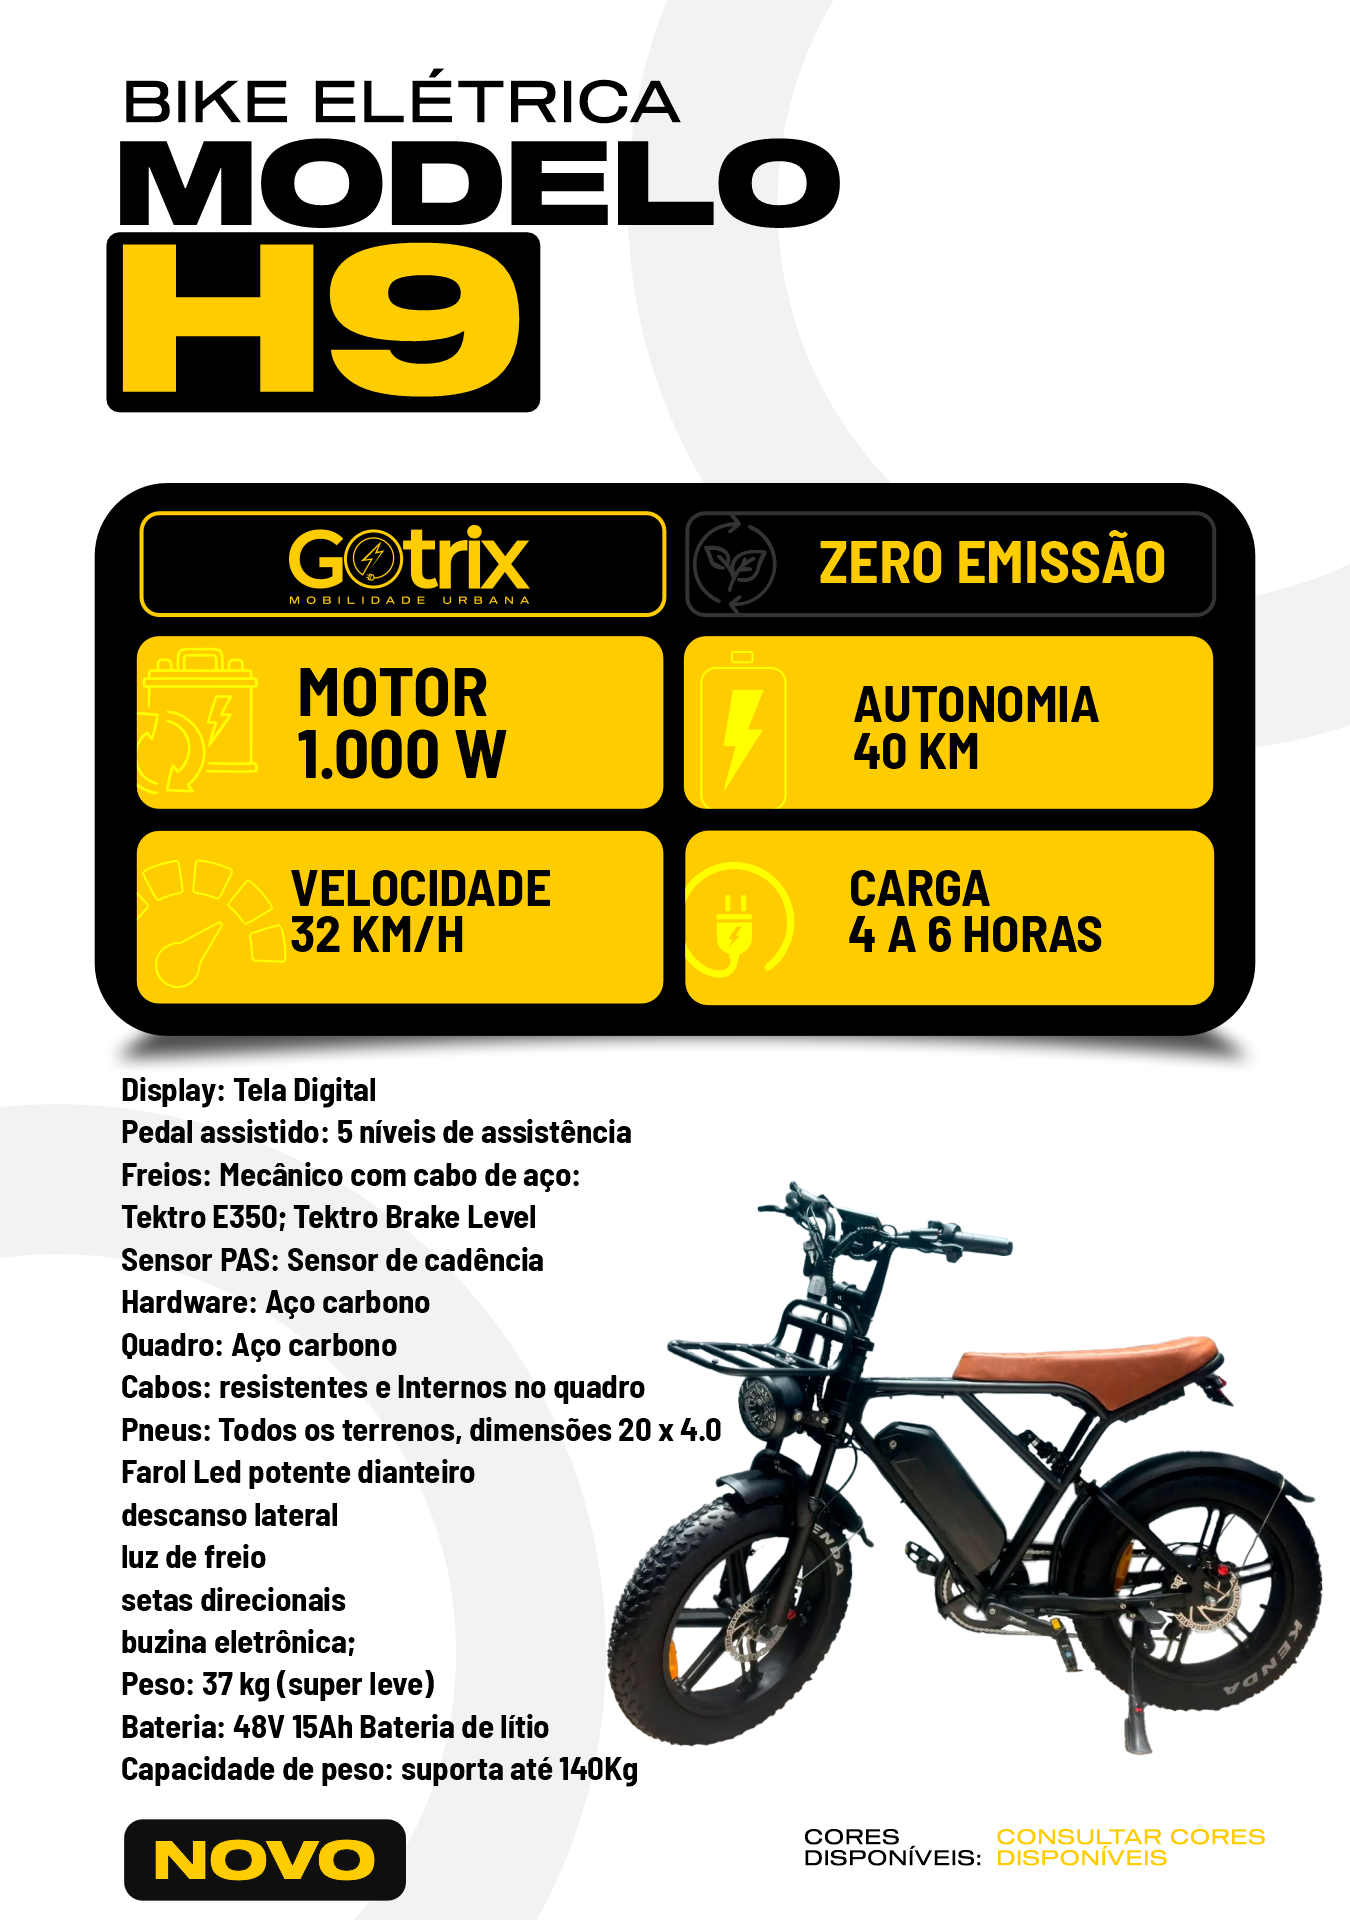 BIKE ELÉTRICA
MODELO
H9
GOtrix
MOBILIDADE URBANA
ZERO EMISSÃO
MOTOR
1.000 W
AUTONOMIA
40 KM
VELOCIDADE
32 KM/H
CARGA
4 A 6 HORAS
Display: Tela Digital
Pedal assistido: 5 níveis de assistência
Freios: Mecânico com cabo de aço:
Tektro E350; Tektro Brake Level
Sensor PAS: Sensor de cadência
Hardware: Aço carbono
Quadro: Aço carbono
Cabos: resistentes e Internos no quadro
Pneus: Todos os terrenos, dimensões 20 x 4.0
Farol Led potente dianteiro
descanso lateral
luz de freio
setas direcionais
buzina eletrônica;
Peso: 37 kg (super leve)
Bateria: 48V 15Ah Bateria de lítio
Capacidade de peso: suporta até 140Kg
KENDA
KENDA
NOVO
CORES
DISPONÍVEIS:
CONSULTAR CORES
DISPONÍVEIS